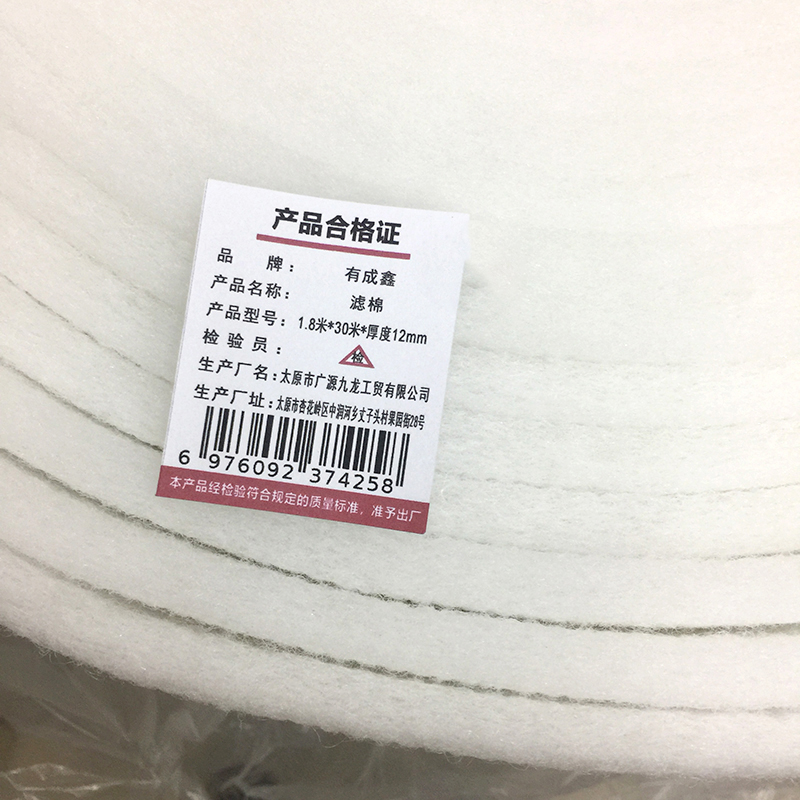 产品合格证
品 牌： 有成鑫
产品名称： 滤棉
产品型号： 1.8米*30米*厚度12mm
检 验 员： 检
生产厂名：太原市广源九龙工贸有限公司
生产厂址：太原市杏花岭区中涧河乡丈子头村果园街28号
6 976092 374258
本产品经检验符合规定的质量标准，准予出厂